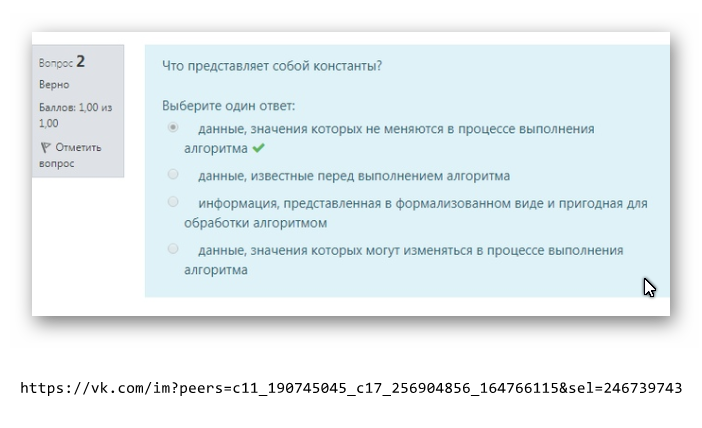 Вопрос 2
Верно
Баллов: 1,00 из
1,00
Отметить
вопрос
Что представляет собой константы?
Выберите один ответ:
данные, значения которых не меняются в процессе выполнения
алгоритма
данные, известные перед выполнением алгоритма
информация, представленная в формализованном виде и пригодная для
обработки алгоритмом
данные, значения которых могут изменяться в процессе выполнения
алгоритма
https://vk.com/im?peers=c11_190745045_c17_256904856_164766115&sel=246739743